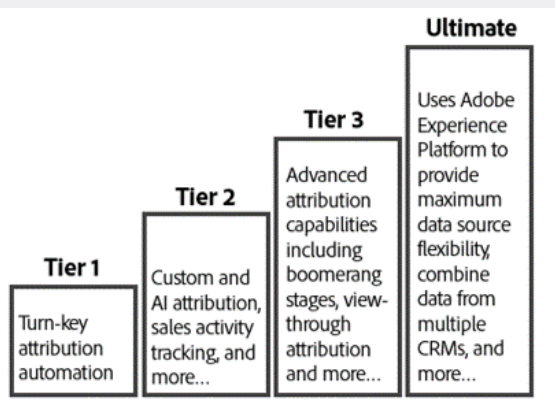 Tier 1
Turn-key
attribution
automation
Tier 2
Custom and
AI attribution,
sales activity
tracking, and
more...
Tier 3
Advanced
attribution
capabilities
including
boomerang
stages, view-
through
attribution
and more...
Ultimate
Uses Adobe
Experience
Platform to
provide
maximum
data source
flexibility,
combine
data from
multiple
CRMs, and
more...